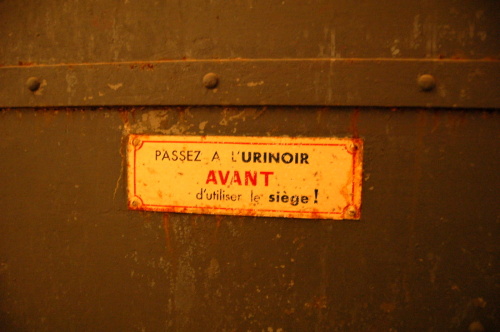 PASSEZ A L'URINOIR
AVANT
d'utiliser le siège !